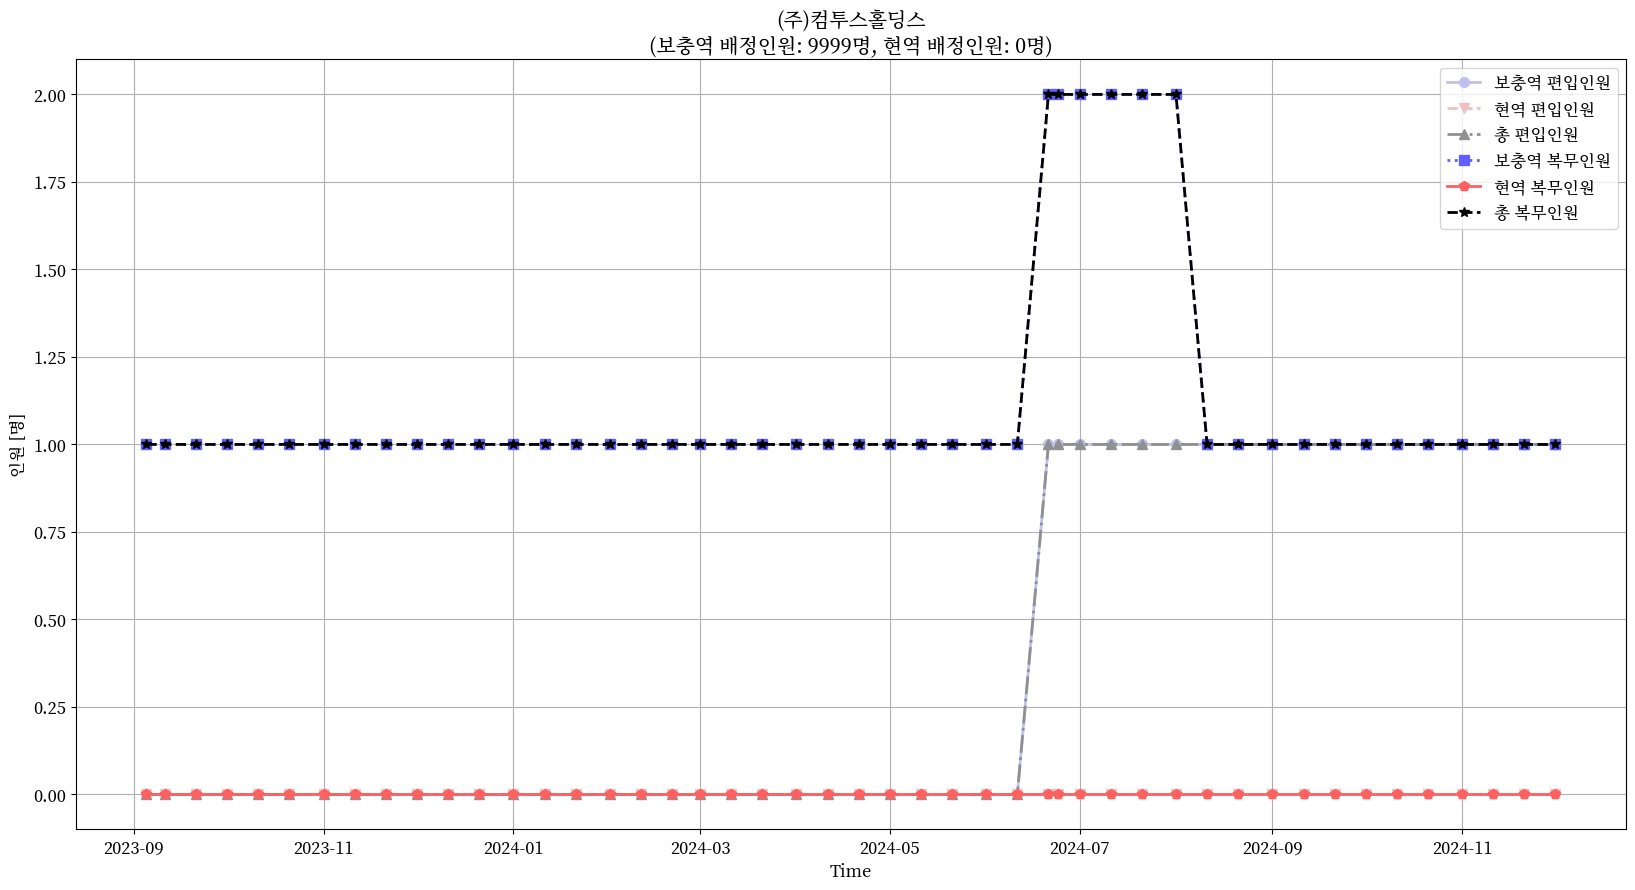 (주)컴투스홀딩스
(보충역 배정인원: 9999명, 현역 배정인원: 0명)
보충역 편입인원
현역 편입인원
총 편입인원
보충역 복무인원
현역 복무인원
총 복무인원
인원 [명]
2.00
1.75
1.50
1.25
1.00
0.75
0.50
0.25
0.00
2023-09
2023-11
2024-01
2024-03
2024-05
2024-07
2024-09
2024-11
Time